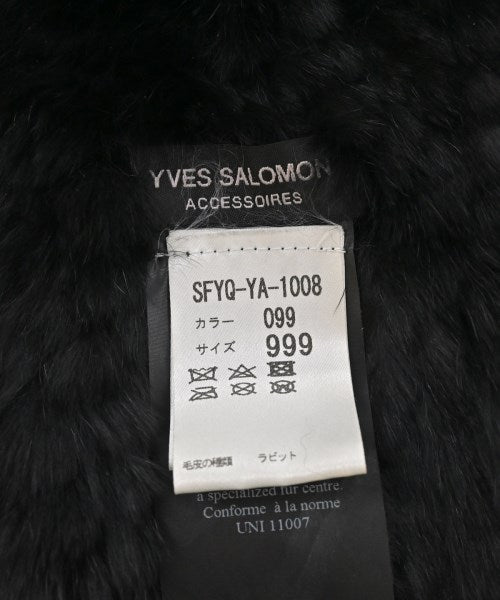 YVES SALOMON
ACCESSOIRES
SFYQ-YA-1008
カラー 099
サイズ 999
毛皮の種類 ラビット
a specialized fur centre.
Conforme à la norme
UNI 11007